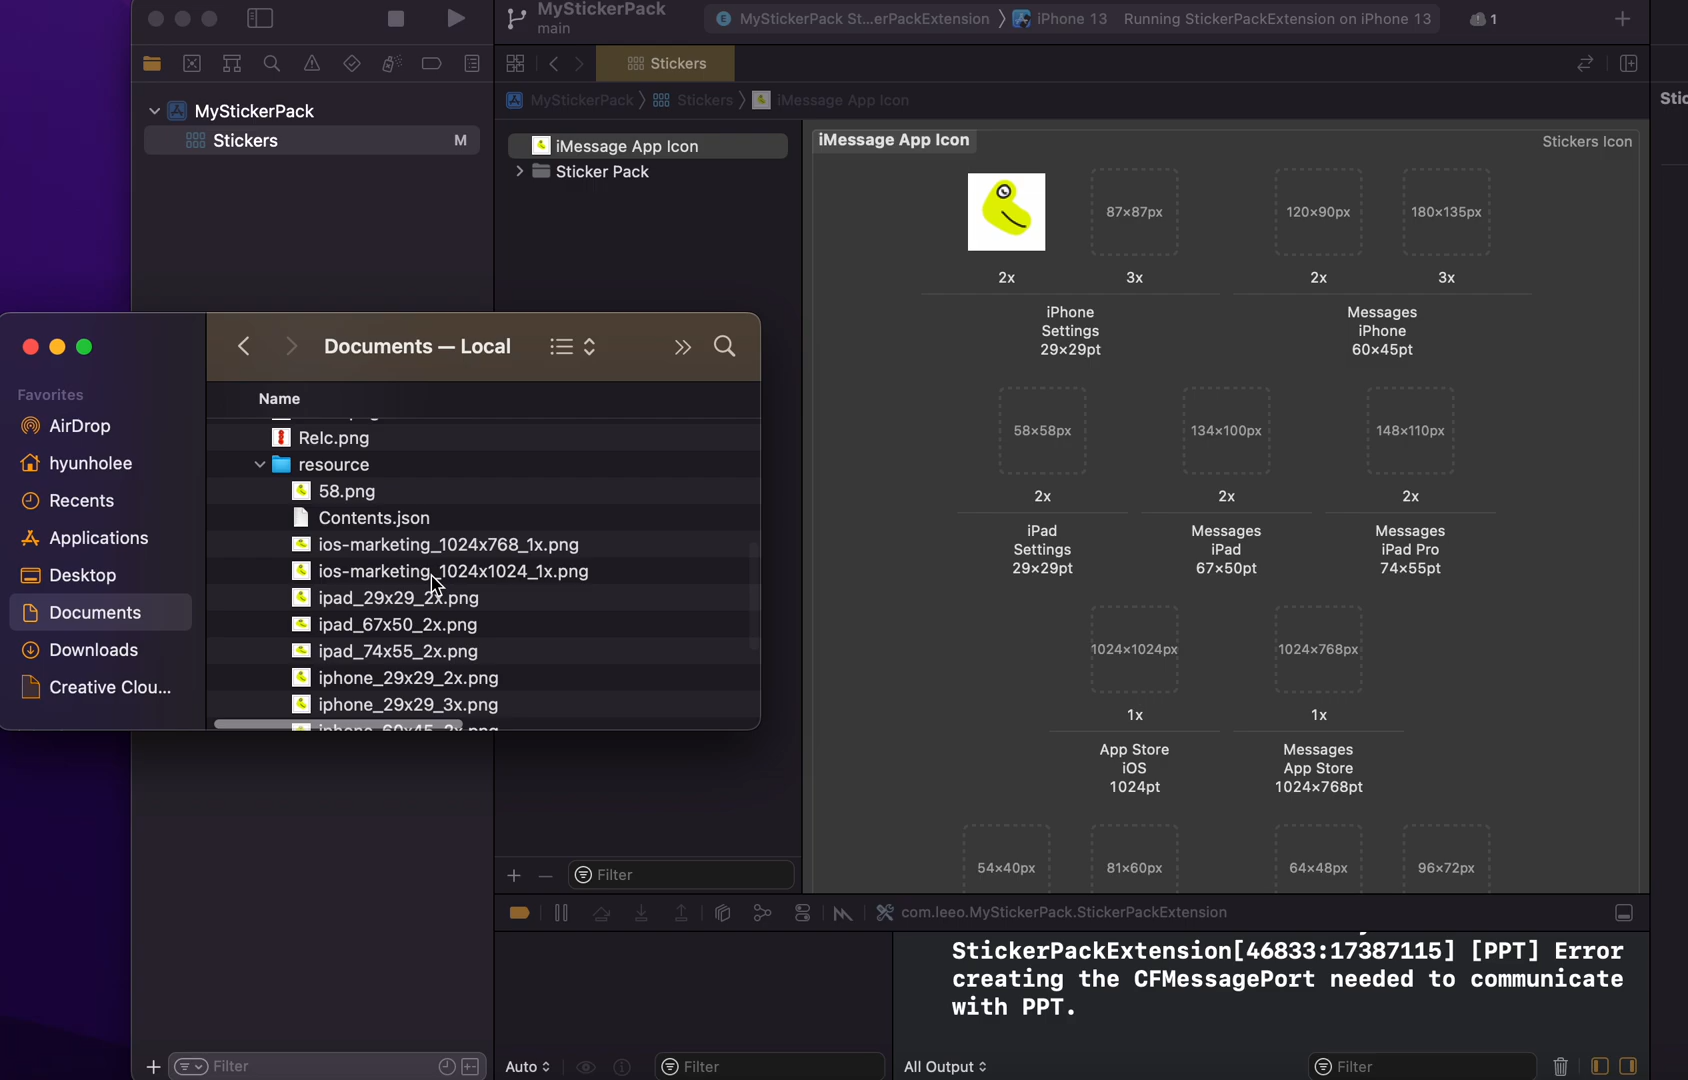 MyStickerPack
main
MyStickerPack St...erPackExtension
iPhone 13
Running StickerPackExtension on iPhone 13
1
Stickers
MyStickerPack
Stickers
iMessage App Icon
Stic
MyStickerPack
Stickers
M
iMessage App Icon
Sticker Pack
iMessage App Icon
Stickers Icon
87×87px
120×90px
180×135px
2x
3x
2x
3x
iPhone
Settings
29×29pt
Messages
iPhone
60×45pt
58×58px
134×100px
148×110px
2x
2x
2x
iPad
Settings
29×29pt
Messages
iPad
67×50pt
Messages
iPad Pro
74×55pt
1024×1024px
1024×768px
1x
1x
App Store
iOS
1024pt
Messages
App Store
1024×768pt
54×40px
81×60px
64×48px
96×72px
Documents — Local
Name
Favorites
AirDrop
hyunholee
Recents
Applications
Desktop
Documents
Downloads
Creative Clou...
Relc.png
resource
58.png
Contents.json
ios-marketing_1024x768_1x.png
ios-marketing_1024x1024_1x.png
ipad_29x29_2x.png
ipad_67x50_2x.png
ipad_74x55_2x.png
iphone_29x29_2x.png
iphone_29x29_3x.png
iphone_60x45_2x.png
Filter
com.leeo.MyStickerPack.StickerPackExtension
StickerPackExtension[46833:17387115] [PPT] Error
creating the CFMessagePort needed to communicate
with PPT.
Filter
Auto
Filter
All Output
Filter